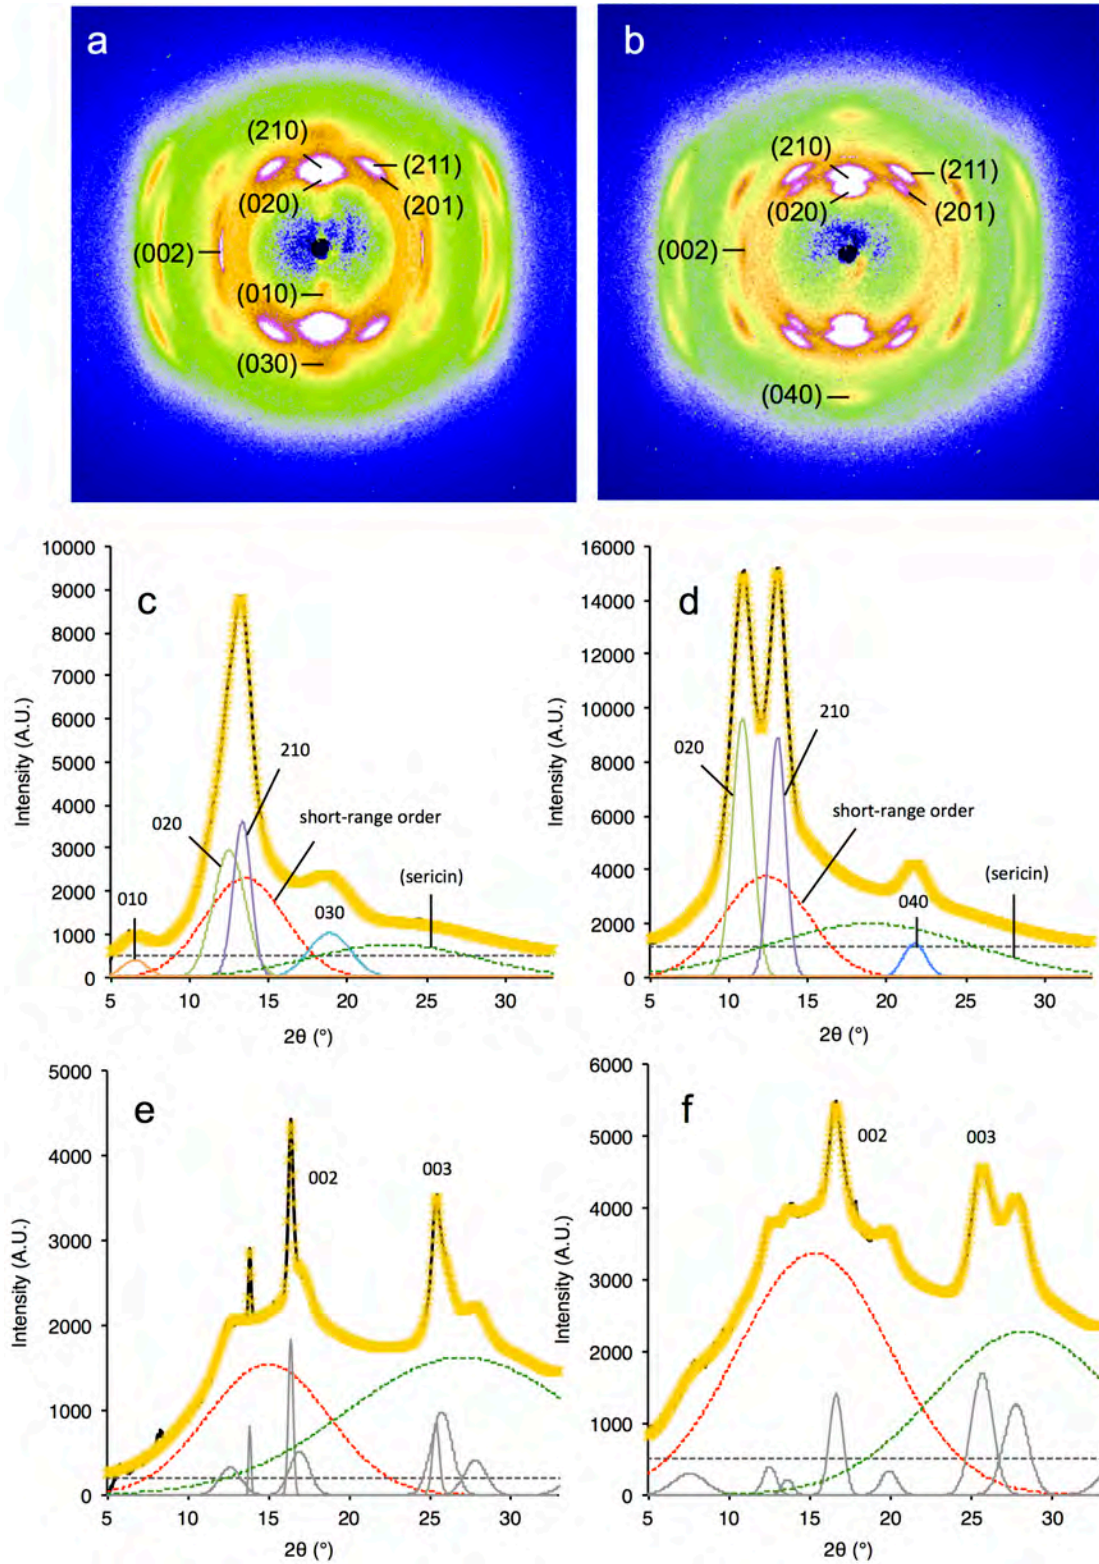 a
(210)
(211)
(020)
(201)
(002)
(010)
(030)
b
(210)
(211)
(020)
(201)
(002)
(040)
c
10000
9000
8000
7000
6000
5000
4000
3000
2000
1000
0
Intensity (A.U.)
210
020
short-range order
010
030
(sericin)
5 10 15 20 25 30
2θ (°)
d
16000
14000
12000
10000
8000
6000
4000
2000
0
Intensity (A.U.)
020
210
short-range order
(sericin)
040
5 10 15 20 25 30
2θ (°)
e
5000
4000
3000
2000
1000
0
Intensity (A.U.)
002
003
5 10 15 20 25 30
2θ (°)
f
6000
5000
4000
3000
2000
1000
0
Intensity (A.U.)
002
003
5 10 15 20 25 30
2θ (°)